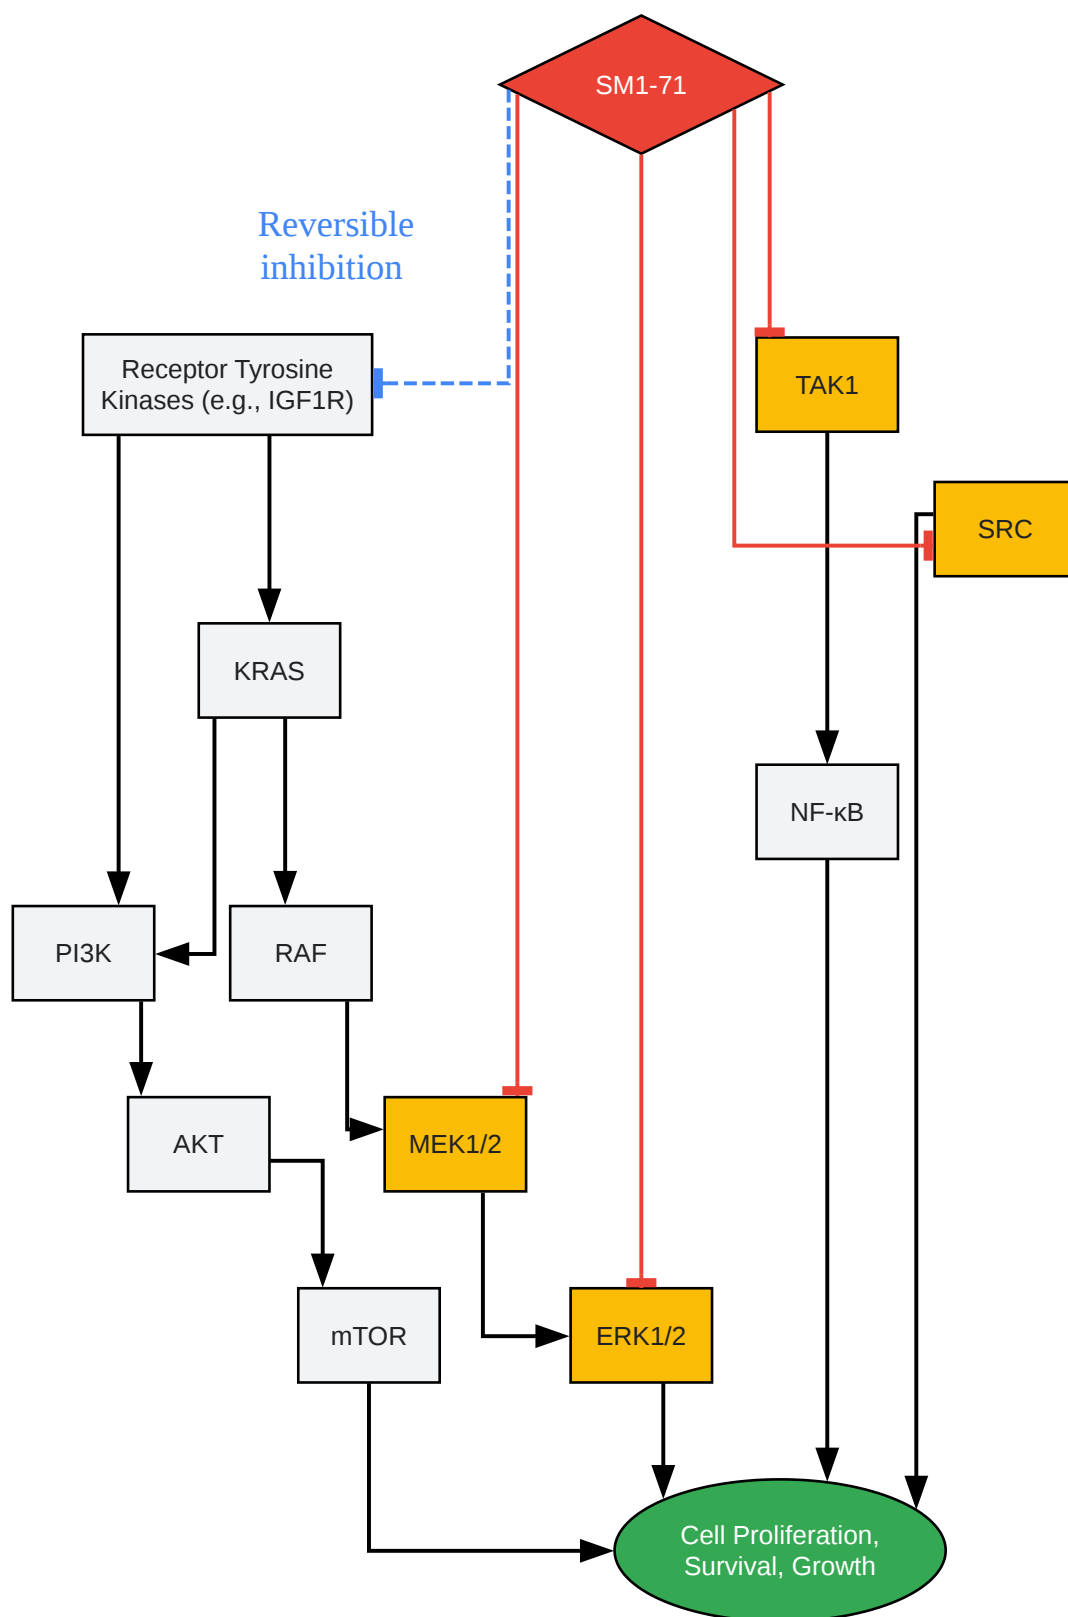 SM1-71
Reversible
inhibition
Receptor Tyrosine
Kinases (e.g., IGF1R)
TAK1
SRC
KRAS
NF-κB
PI3K
RAF
AKT
MEK1/2
mTOR
ERK1/2
Cell Proliferation,
Survival, Growth